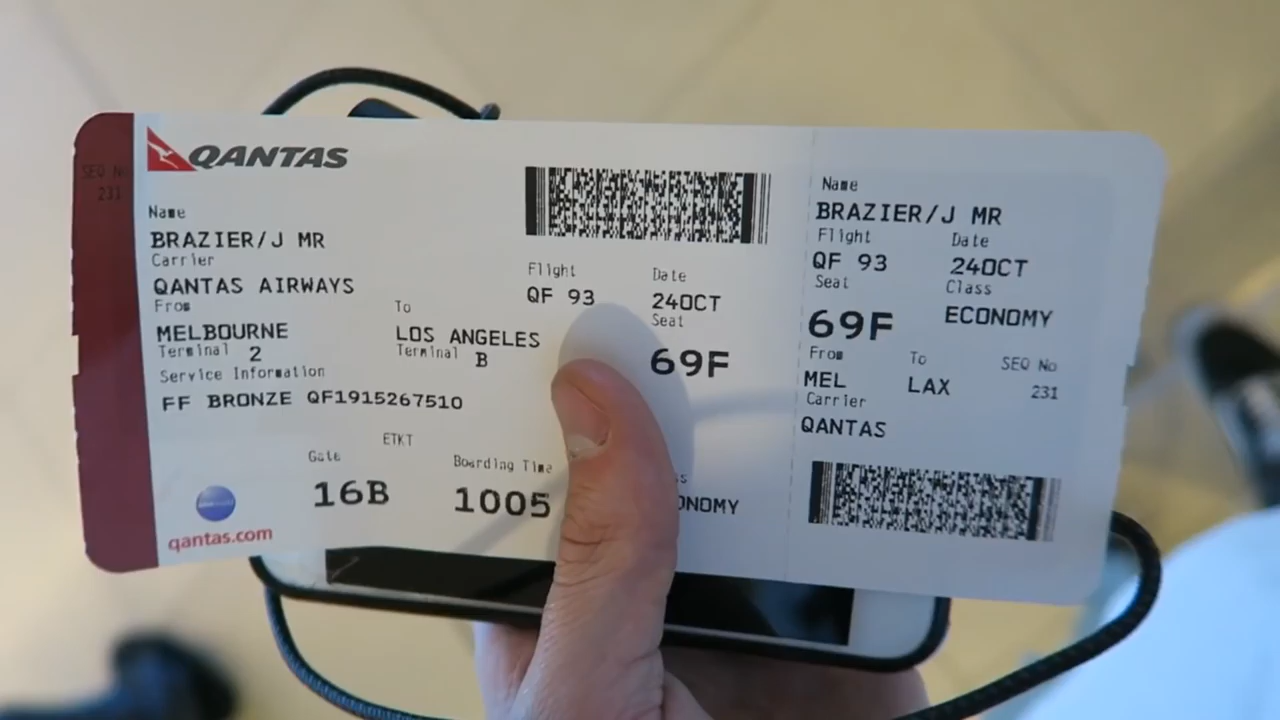 SEQ No
231
QANTAS
Name
BRAZIER/J MR
Carrier
QANTAS AIRWAYS
From To
MELBOURNE LOS ANGELES
Terminal 2 Terminal B
Service Information
FF BRONZE QF1915267510
ETKT
Gate Boarding Time
16B 1005
qantas.com
Flight Date
QF 93 24OCT
Seat
69F
ONOMY
Name
BRAZIER/J MR
Flight Date
QF 93 24OCT
Seat Class
69F ECONOMY
From To SEQ No
MEL LAX 231
Carrier
QANTAS